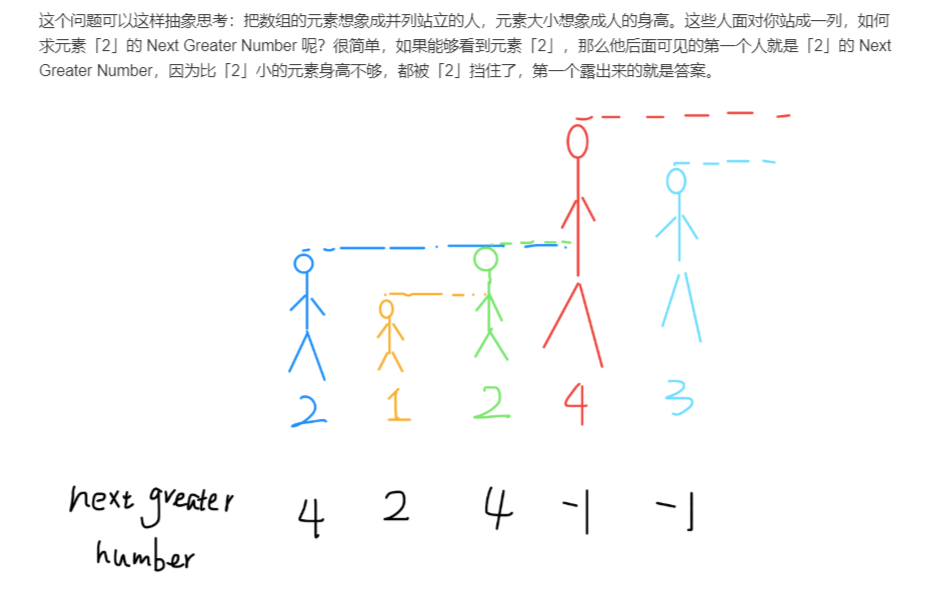 这个问题可以这样抽象思考：把数组的元素想象成并列站立的人，元素大小想象成人的身高。这些人面对你站成一列，如何
求元素「2」的 Next Greater Number 呢？很简单，如果能够看到元素「2」，那么他后面可见的第一个人就是「2」的 Next
Greater Number，因为比「2」小的元素身高不够，都被「2」挡住了，第一个露出来的就是答案。
2 1 2 4 3
next greater 4 2 4 -1 -1
number